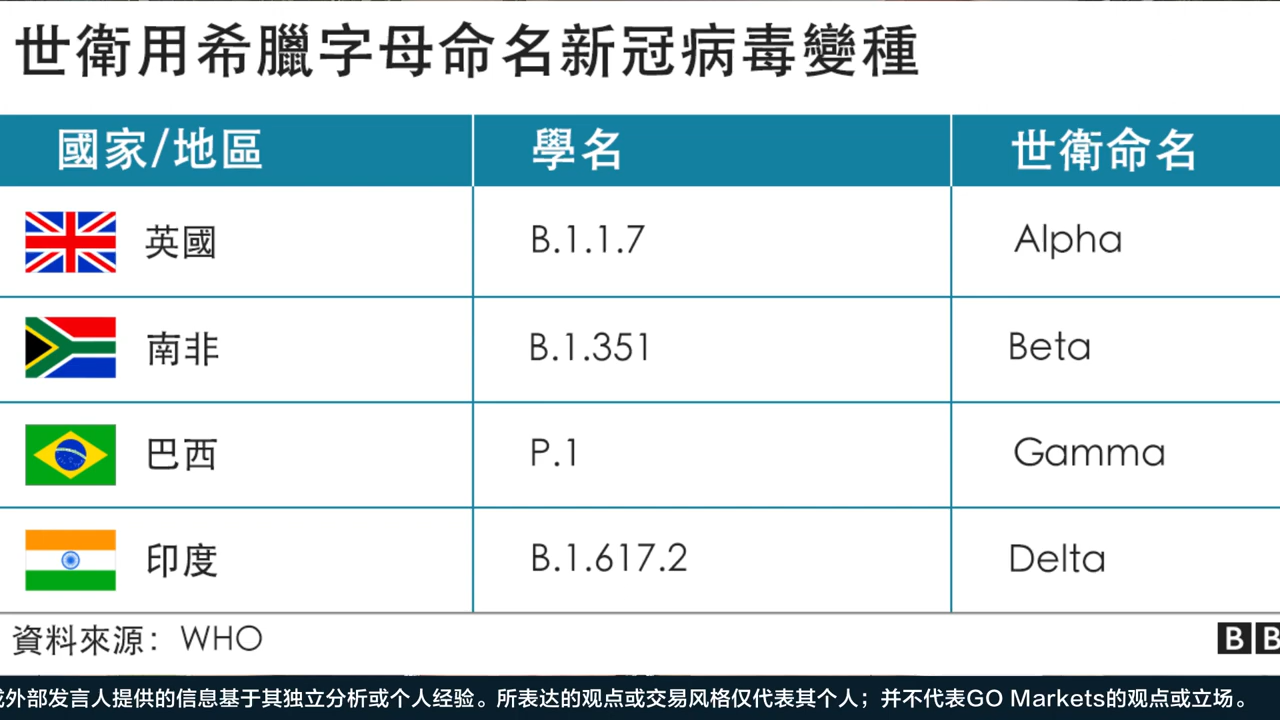 世衛用希臘字母命名新冠病毒變種
國家/地區 學名 世衛命名
英國 B.1.1.7 Alpha
南非 B.1.351 Beta
巴西 P.1 Gamma
印度 B.1.617.2 Delta
資料來源：WHO
BB
外部发言人提供的信息基于其独立分析或个人经验。所表达的观点或交易风格仅代表其个人；并不代表GO Markets的观点或立场。